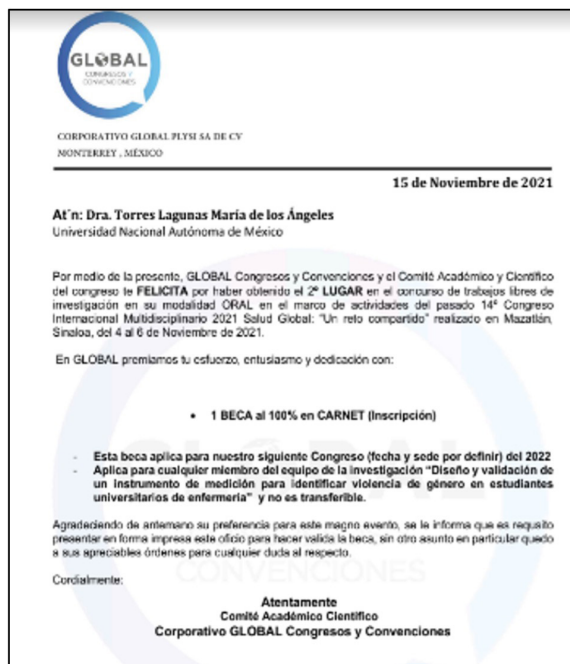 GLOBAL
CONGRESOS Y
CONVENCIONES
CORPORATIVO GLOBAL PLYSI SA DE CV
MONTERREY , MÉXICO
15 de Noviembre de 2021
At´n: Dra. Torres Lagunas María de los Ángeles
Universidad Nacional Autónoma de México
Por medio de la presente, GLOBAL Congresos y Convenciones y el Comité Académico y Científico
del congreso te FELICITA por haber obtenido el 2º LUGAR en el concurso de trabajos libres de
investigación en su modalidad ORAL en el marco de actividades del pasado 14º Congreso
Internacional Multidisciplinario 2021 Salud Global: "Un reto compartido" realizado en Mazatlán,
Sinaloa, del 4 al 6 de Noviembre de 2021.
En GLOBAL premiamos tu esfuerzo, entusiasmo y dedicación con:
• 1 BECA al 100% en CARNET (Inscripción)
- Esta beca aplica para nuestro siguiente Congreso (fecha y sede por definir) del 2022
- Aplica para cualquier miembro del equipo de la investigación "Diseño y validación de
un instrumento de medición para identificar violencia de género en estudiantes
universitarios de enfermería" y no es transferible.
Agradeciendo de antemano su preferencia para este magno evento, se le informa que es requisito
presentar en forma impresa este oficio para hacer valida la beca, sin otro asunto en particular quedo
a sus apreciables órdenes para cualquier duda al respecto.
CONVENCIONES
Cordialmente:
Atentamente
Comité Académico Científico
Corporativo GLOBAL Congresos y Convenciones